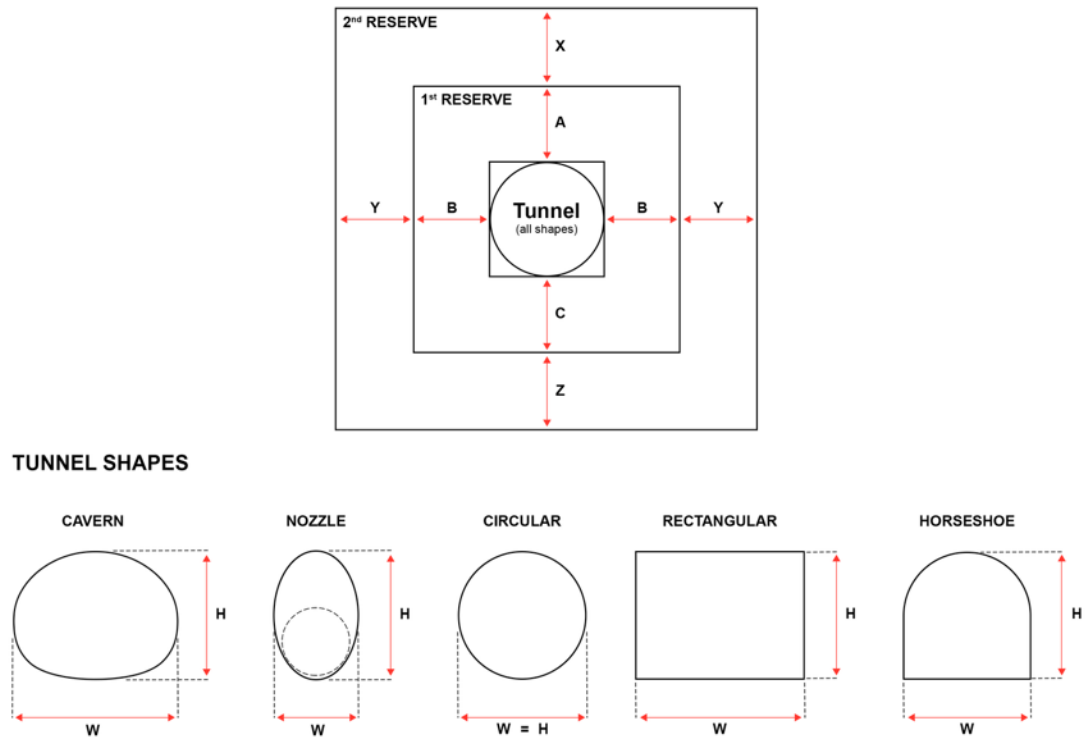 2nd RESERVE
X
1st RESERVE
A
Y
B
Tunnel
(all shapes)
B
Y
C
Z
TUNNEL SHAPES
CAVERN
NOZZLE
CIRCULAR
RECTANGULAR
HORSESHOE
H
H
H
H
W
W
W = H
W
W